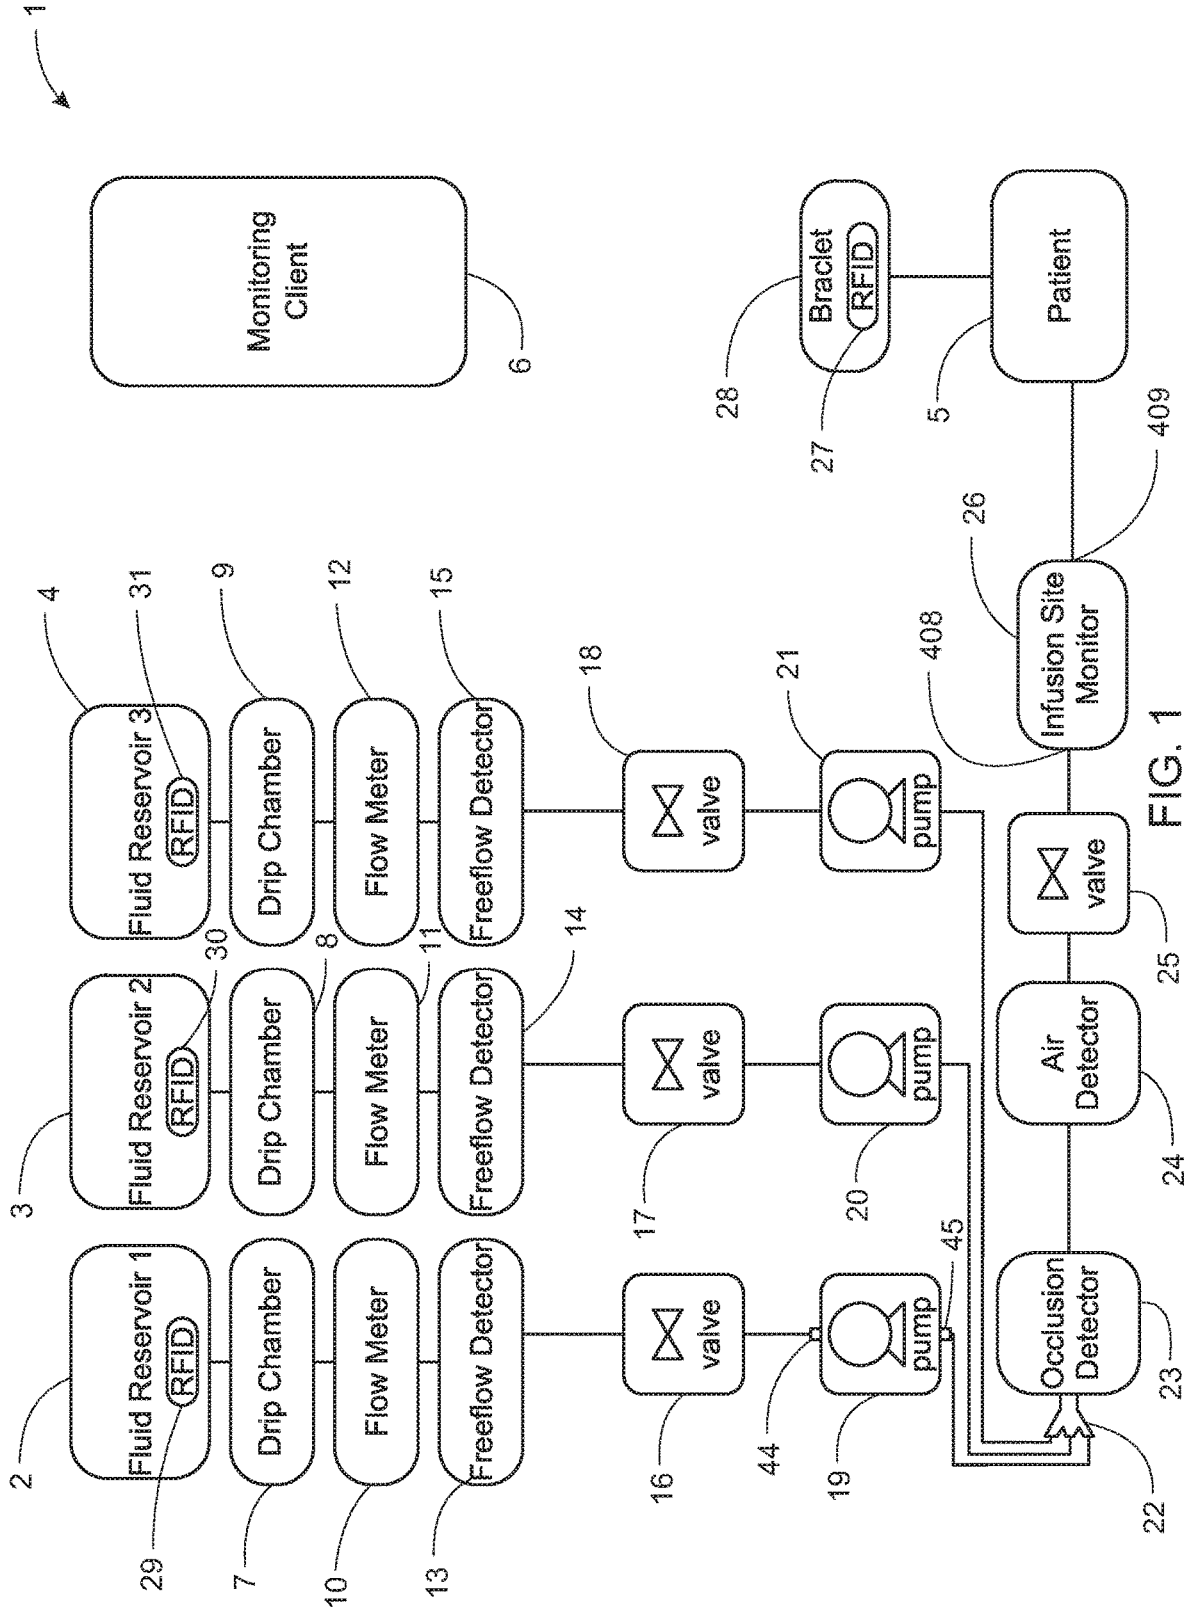 1
2
3
4
Fluid Reservoir 1
Fluid Reservoir 2
Fluid Reservoir 3
RFID
RFID
RFID
29
30
31
Monitoring
Client
6
7
Drip Chamber
8
Drip Chamber
9
Drip Chamber
10
Flow Meter
11
Flow Meter
12
Flow Meter
13
Freeflow Detector
14
Freeflow Detector
15
Freeflow Detector
16
valve
17
valve
18
valve
44
19
pump
45
20
pump
21
pump
28
Braclet
RFID
27
5
Patient
22
Occlusion
Detector
23
Air
Detector
24
valve
25
408
Infusion Site
Monitor
26
409
FIG. 1